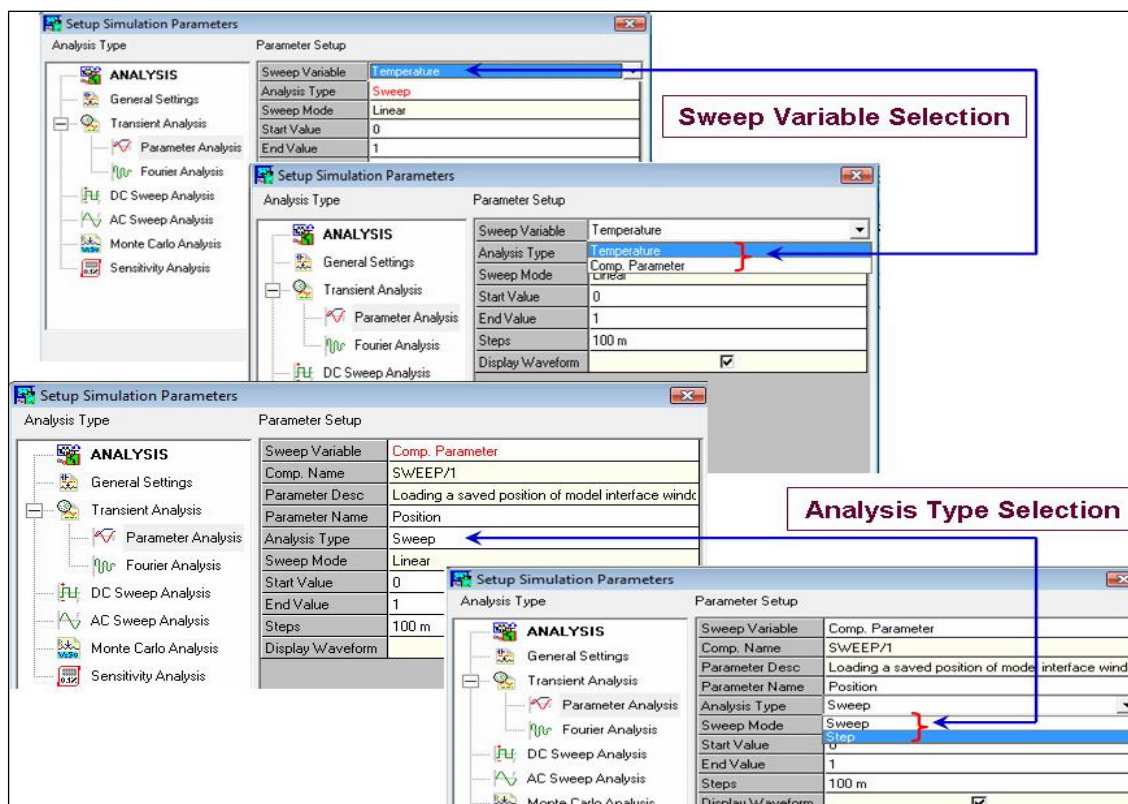 Setup Simulation Parameters
Analysis Type
Parameter Setup
ANALYSIS
General Settings
Transient Analysis
Parameter Analysis
Fourier Analysis
DC Sweep Analysis
AC Sweep Analysis
Monte Carlo Analysis
Sensitivity Analysis
Sweep Variable Temperature
Analysis Type Sweep
Sweep Mode Linear
Start Value 0
End Value 1
Sweep Variable Selection
Setup Simulation Parameters
Analysis Type
Parameter Setup
ANALYSIS
General Settings
Transient Analysis
Parameter Analysis
Fourier Analysis
DC Sweep Analysis
Sweep Variable Temperature
Analysis Type Temperature
Comp. Parameter
Sweep Mode Linear
Start Value 0
End Value 1
Steps 100 m
Display Waveform
Setup Simulation Parameters
Analysis Type
Parameter Setup
ANALYSIS
General Settings
Transient Analysis
Parameter Analysis
Fourier Analysis
DC Sweep Analysis
AC Sweep Analysis
Monte Carlo Analysis
Sensitivity Analysis
Sweep Variable Comp. Parameter
Comp. Name SWEEP/1
Parameter Desc Loading a saved position of model interface windo
Parameter Name Position
Analysis Type Sweep
Sweep Mode Linear
Start Value 0
End Value 1
Steps 100 m
Display Waveform
Analysis Type Selection
Setup Simulation Parameters
Analysis Type
Parameter Setup
ANALYSIS
General Settings
Transient Analysis
Parameter Analysis
Fourier Analysis
DC Sweep Analysis
AC Sweep Analysis
Monte Carlo Analysis
Sweep Variable Comp. Parameter
Comp. Name SWEEP/1
Parameter Desc Loading a saved position of model interface wind
Parameter Name Position
Analysis Type Sweep
Sweep Mode Sweep
Step
Start Value 0
End Value 1
Steps 100 m
Display Waveform